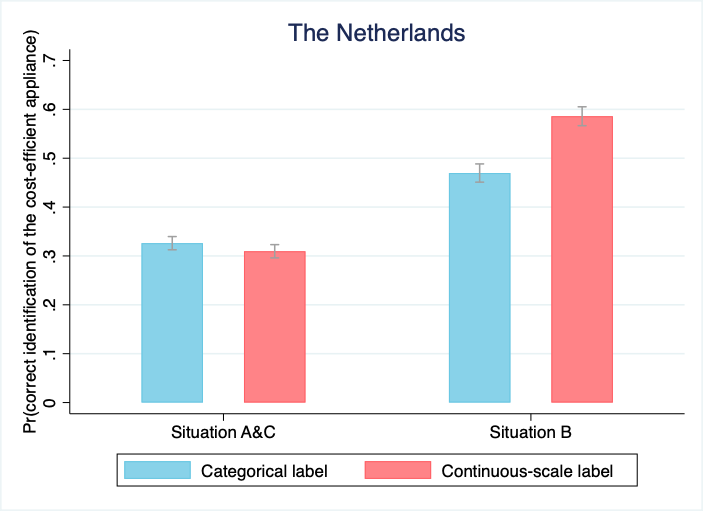 The Netherlands
Pr(correct identification of the cost-efficient appliance)
.7
.6
.5
.4
.3
.2
.1
0
Situation A&C
Situation B
Categorical label
Continuous-scale label